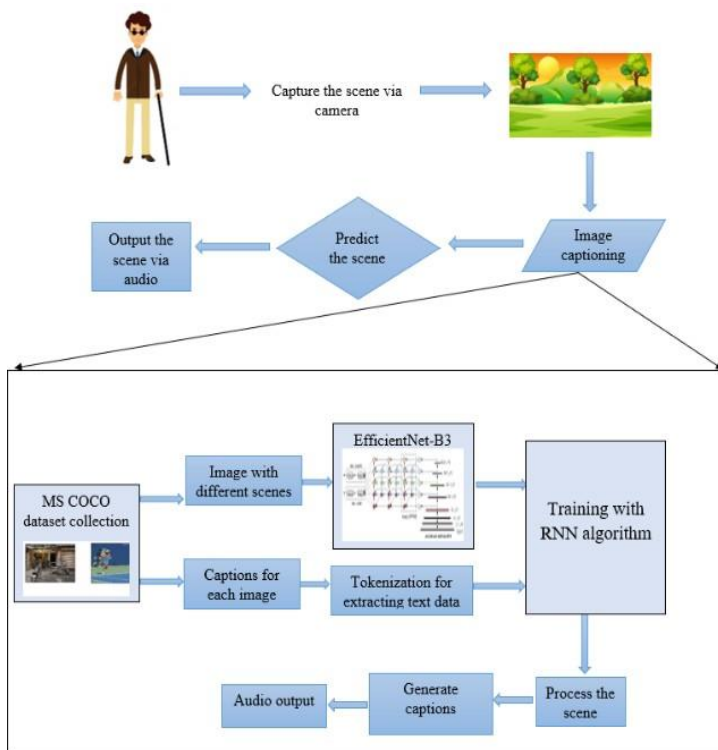 Capture the scene via
camera
Image
captioning
Predict
the scene
Output the
scene via
audio
MS COCO
dataset collection
Image with
different scenes
EfficientNet-B3
Captions for
each image
Tokenization for
extracting text data
Training with
RNN algorithm
Process the
scene
Generate
captions
Audio output